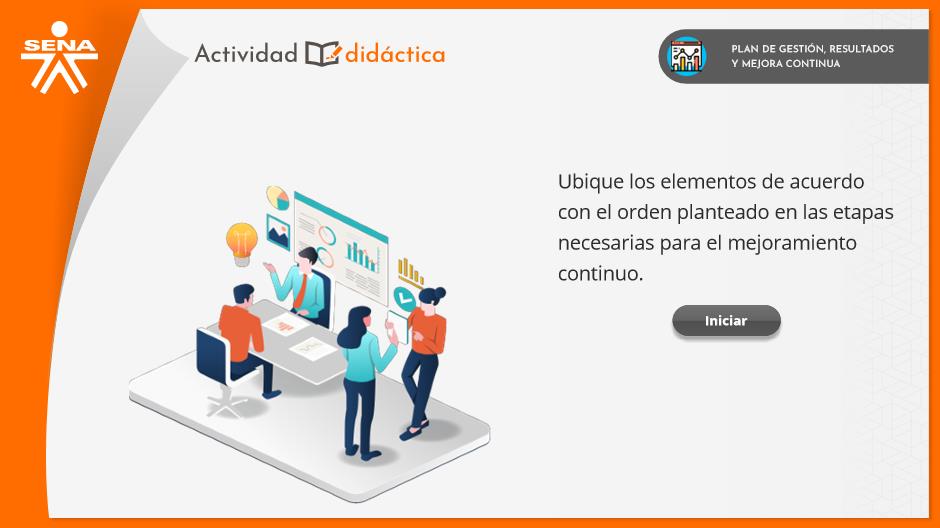 SENA
Actividad didáctica
PLAN DE GESTIÓN, RESULTADOS
Y MEJORA CONTINUA
Ubique los elementos de acuerdo
con el orden planteado en las etapas
necesarias para el mejoramiento
continuo.
Iniciar